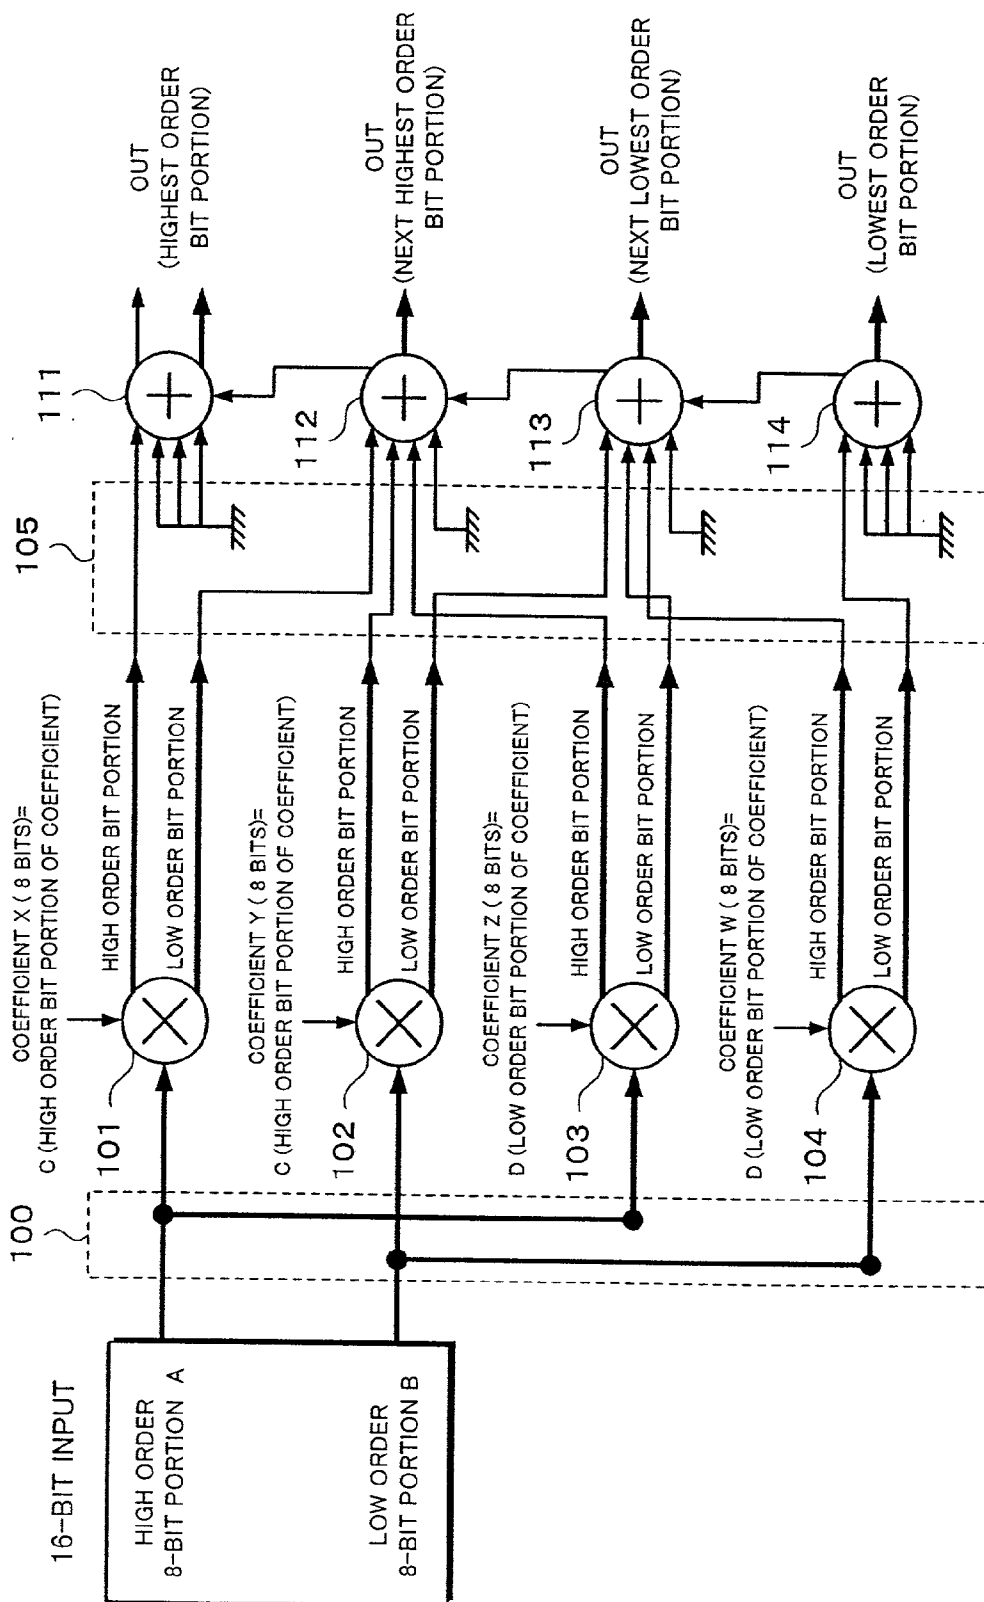 16-BIT INPUT
HIGH ORDER
8-BIT PORTION A
LOW ORDER
8-BIT PORTION B
100
COEFFICIENT X ( 8 BITS)=
C (HIGH ORDER BIT PORTION OF COEFFICIENT)
101
HIGH ORDER BIT PORTION
LOW ORDER BIT PORTION
COEFFICIENT Y ( 8 BITS)=
C (HIGH ORDER BIT PORTION OF COEFFICIENT)
102
HIGH ORDER BIT PORTION
LOW ORDER BIT PORTION
COEFFICIENT Z ( 8 BITS)=
D (LOW ORDER BIT PORTION OF COEFFICIENT)
103
HIGH ORDER BIT PORTION
LOW ORDER BIT PORTION
COEFFICIENT W ( 8 BITS)=
D (LOW ORDER BIT PORTION OF COEFFICIENT)
104
HIGH ORDER BIT PORTION
LOW ORDER BIT PORTION
105
111
112
113
114
OUT
(HIGHEST ORDER
BIT PORTION)
OUT
(NEXT HIGHEST ORDER
BIT PORTION)
OUT
(NEXT LOWEST ORDER
BIT PORTION)
OUT
(LOWEST ORDER
BIT PORTION)